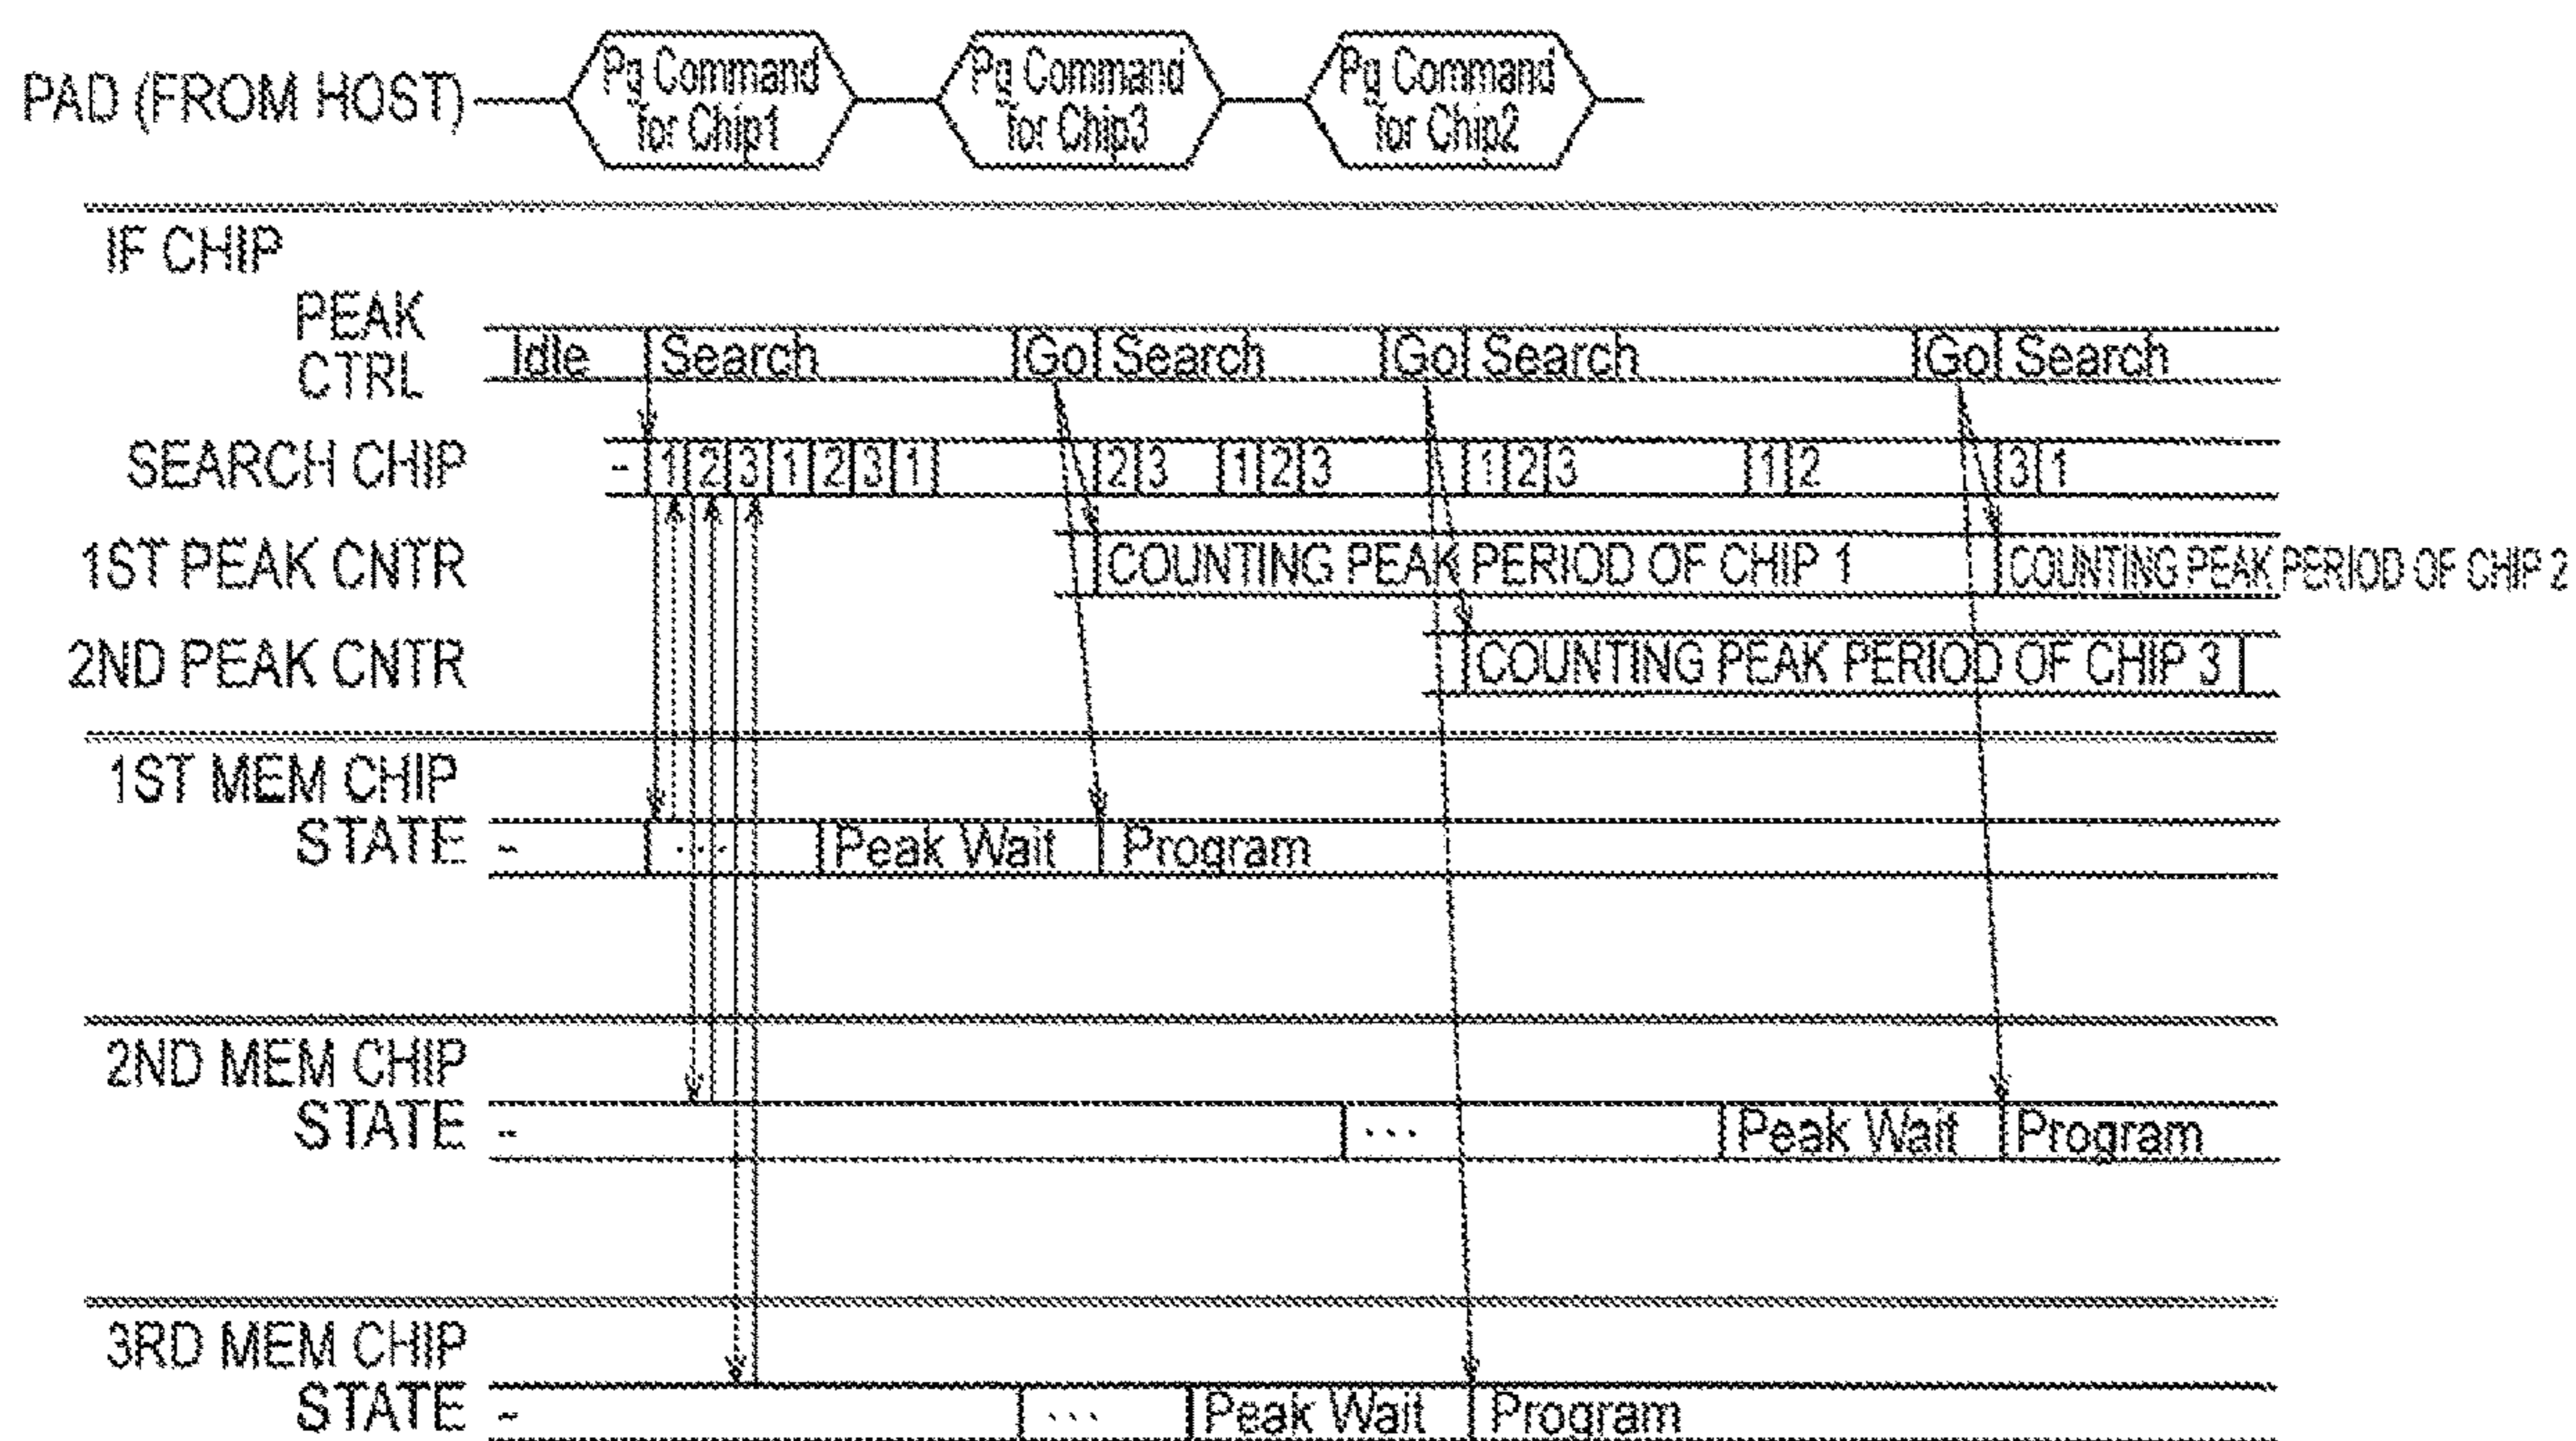 PAD (FROM HOST)
Pg Command
for Chip1
Pg Command
for Chip3
Pg Command
for Chip2
IF CHIP
PEAK
CTRL
Idle Search Go Search Go Search Go Search
SEARCH CHIP
-- 1 2 3 1 2 3 1 2 3 1 2 3 1 2 3 1 2 3 1
1ST PEAK CNTR
COUNTING PEAK PERIOD OF CHIP 1
COUNTING PEAK PERIOD OF CHIP 2
2ND PEAK CNTR
COUNTING PEAK PERIOD OF CHIP 3
1ST MEM CHIP
STATE
-- ... Peak Wait Program
2ND MEM CHIP
STATE
-- ... Peak Wait Program
3RD MEM CHIP
STATE
-- ... Peak Wait Program